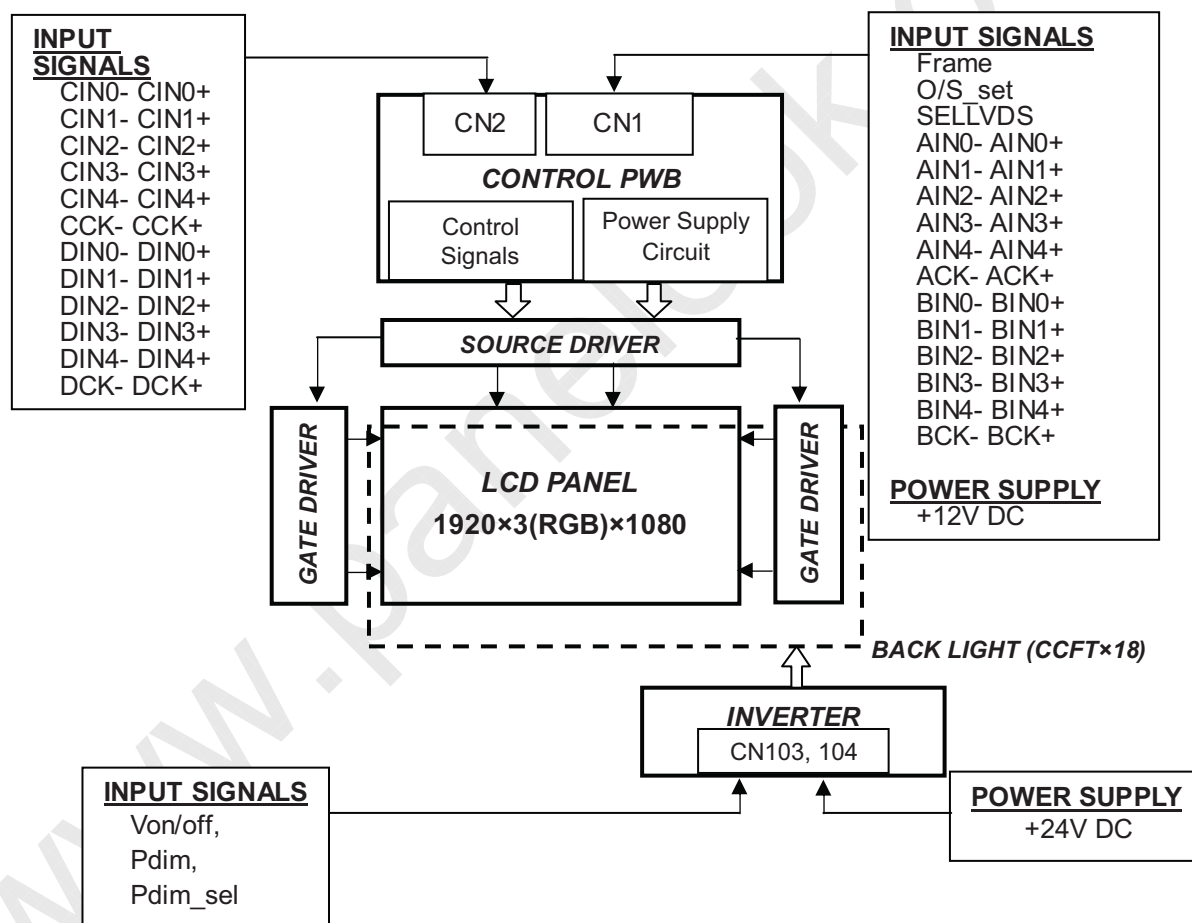 INPUT
SIGNALS
CIN0- CIN0+
CIN1- CIN1+
CIN2- CIN2+
CIN3- CIN3+
CIN4- CIN4+
CCK- CCK+
DIN0- DIN0+
DIN1- DIN1+
DIN2- DIN2+
DIN3- DIN3+
DIN4- DIN4+
DCK- DCK+
CN2
CN1
CONTROL PWB
Control
Signals
Power Supply
Circuit
INPUT SIGNALS
Frame
O/S_set
SELLVDS
AIN0- AIN0+
AIN1- AIN1+
AIN2- AIN2+
AIN3- AIN3+
AIN4- AIN4+
ACK- ACK+
BIN0- BIN0+
BIN1- BIN1+
BIN2- BIN2+
BIN3- BIN3+
BIN4- BIN4+
BCK- BCK+
POWER SUPPLY
+12V DC
SOURCE DRIVER
GATE DRIVER
LCD PANEL
1920×3(RGB)×1080
GATE DRIVER
BACK LIGHT (CCFT×18)
INVERTER
CN103, 104
INPUT SIGNALS
Von/off,
Pdim,
Pdim_sel
POWER SUPPLY
+24V DC